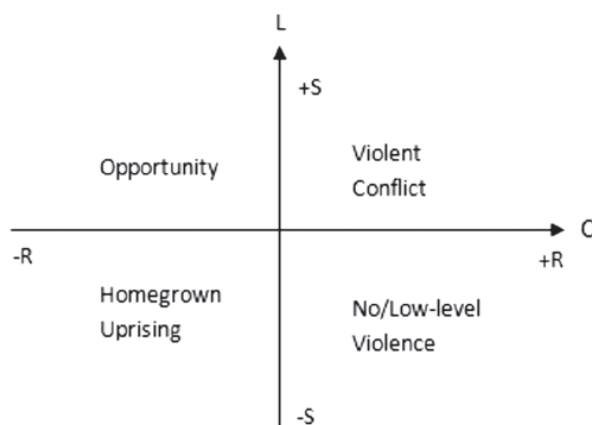 L
+S
Opportunity
Violent
Conflict
C
-R
+R
Homegrown
Uprising
No/Low-level
Violence
-S